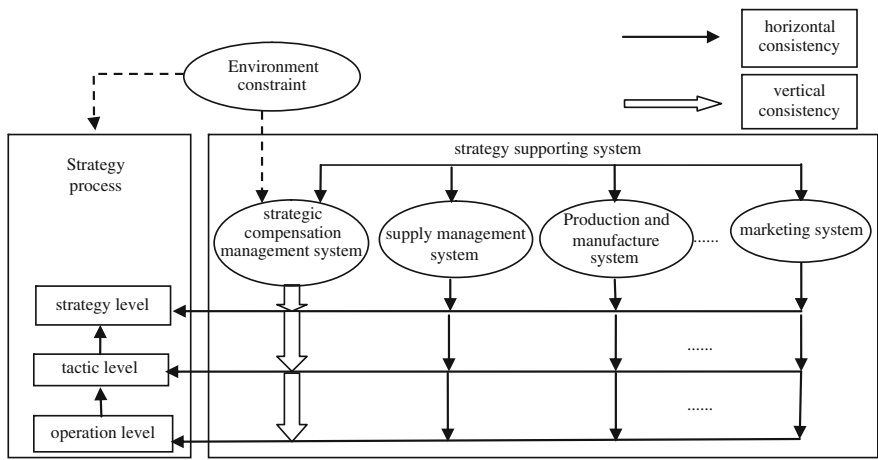 horizontal
consistency
Environment
constraint
vertical
consistency
strategy supporting system
Strategy
process
strategic
compensation
management system
supply management
system
Production and
manufacture
system
......
marketing system
strategy level
......
tactic level
......
operation level